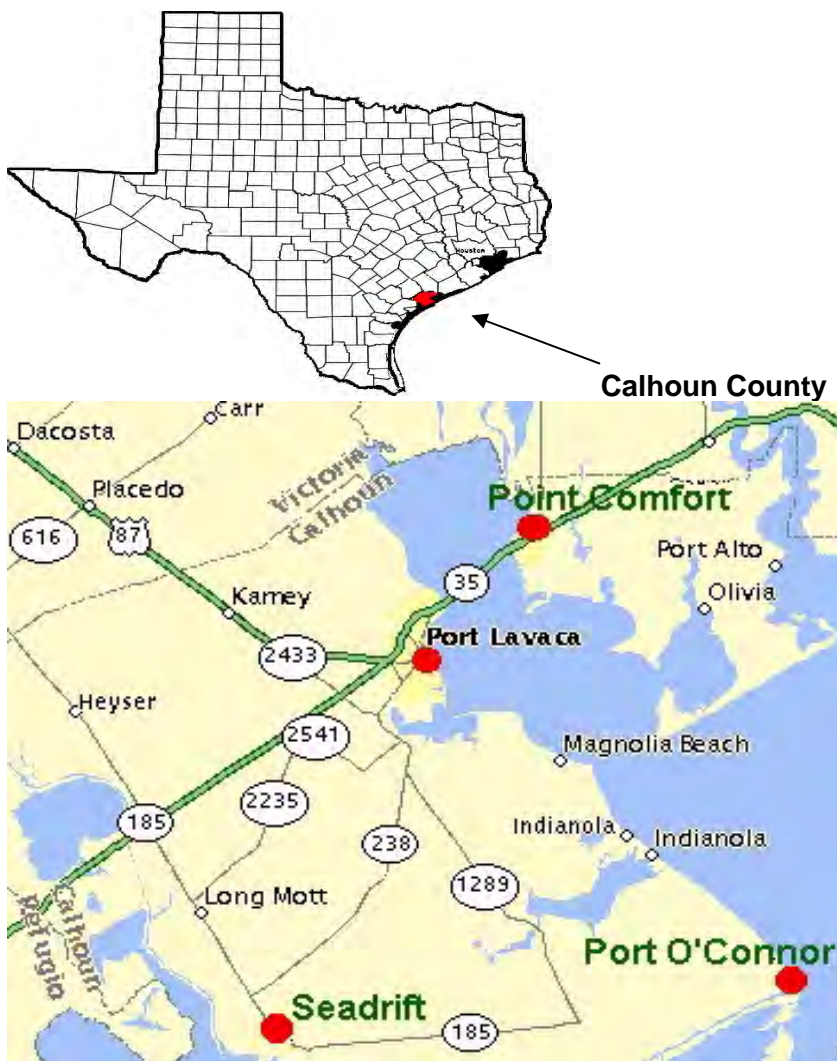 Houston
Calhoun County
Carr
Dacosta
Victoria
Calhoun
Placedo
Point Comfort
616
87
Port Alto
35
Olivia
Kamey
Port Lavaca
2433
Heyser
2541
Magnolia Beach
2235
185
Indianola
238
Indianola
1289
Long Mott
Calhoun
Refugio
Port O'Connor
Seadrift
185